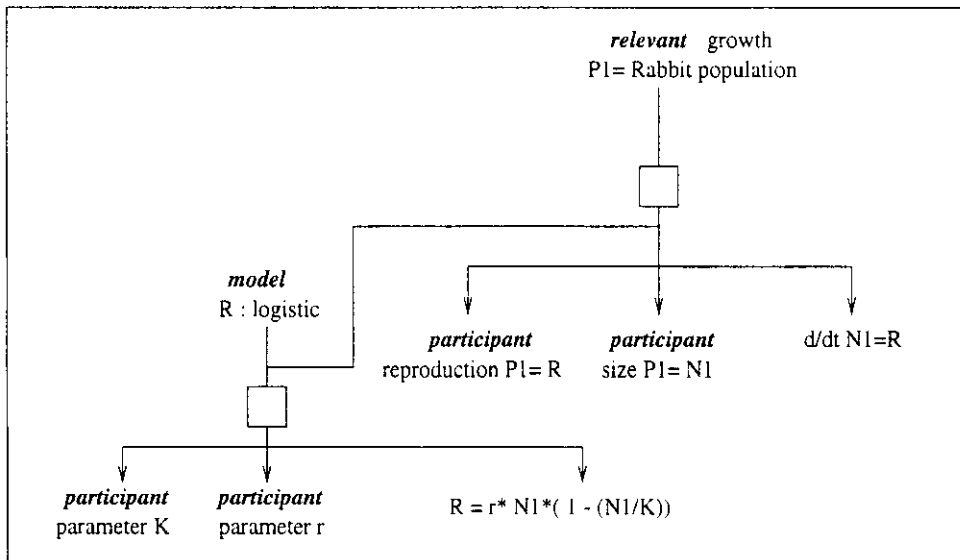 relevant growth
P1= Rabbit population
model
R : logistic
participant
reproduction P1= R
participant
size P1= N1
d/dt N1=R
participant
parameter K
participant
parameter r
R = r* N1*( 1 - (N1/K))